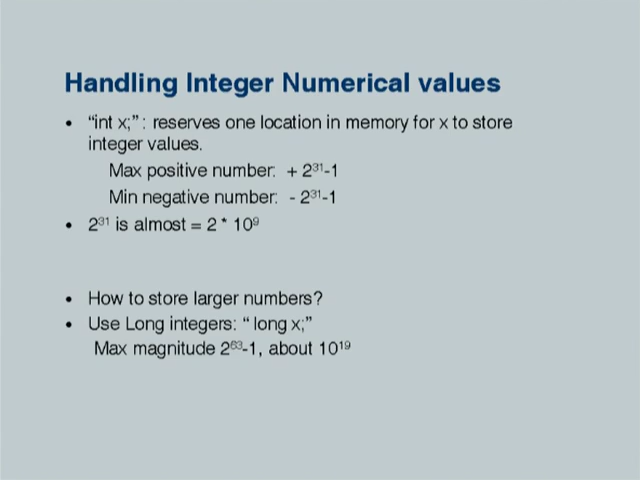 Handling Integer Numerical values
• “int x;” : reserves one location in memory for x to store
integer values.
Max positive number: + 2³¹-1
Min negative number: - 2³¹-1
• 2³¹ is almost = 2 * 10⁹
• How to store larger numbers?
• Use Long integers: “ long x;”
Max magnitude 2⁶³-1, about 10¹⁹